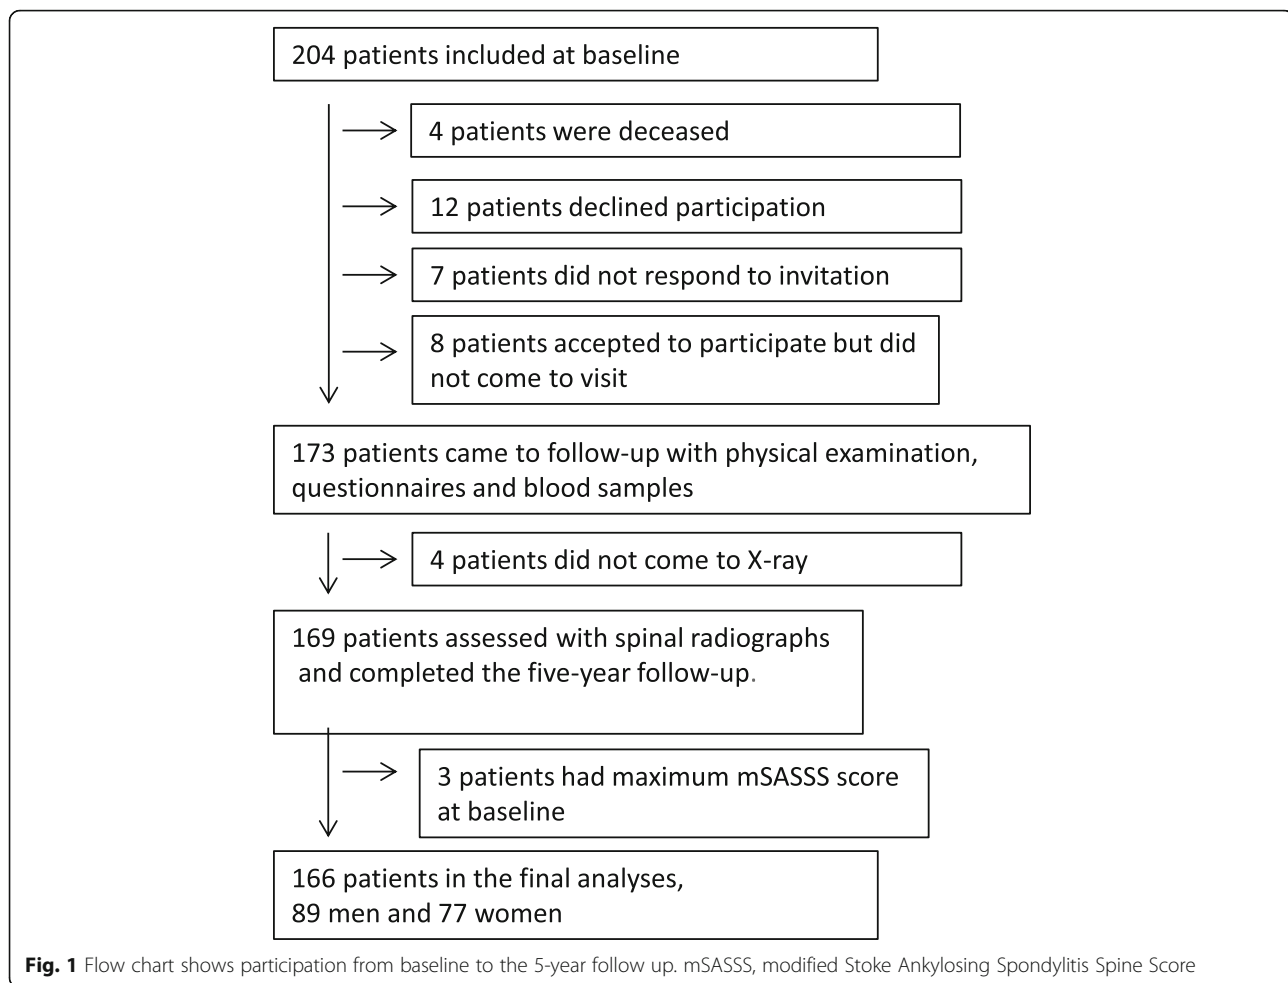 204 patients included at baseline
4 patients were deceased
12 patients declined participation
7 patients did not respond to invitation
8 patients accepted to participate but did
not come to visit
173 patients came to follow-up with physical examination,
questionnaires and blood samples
4 patients did not come to X-ray
169 patients assessed with spinal radiographs
and completed the five-year follow-up.
3 patients had maximum mSASSS score
at baseline
166 patients in the final analyses,
89 men and 77 women
Fig. 1 Flow chart shows participation from baseline to the 5-year follow up. mSASSS, modified Stoke Ankylosing Spondylitis Spine Score